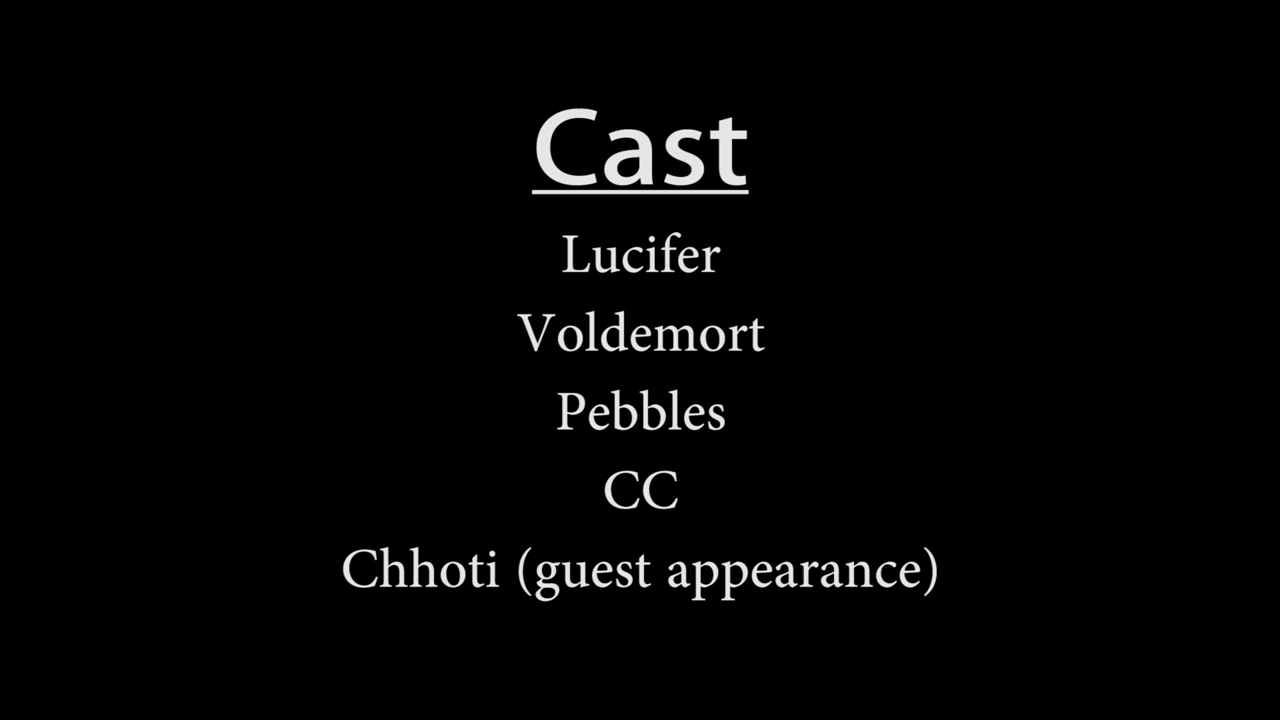 Cast
Lucifer
Voldemort
Pebbles
CC
Chhoti (guest appearance)